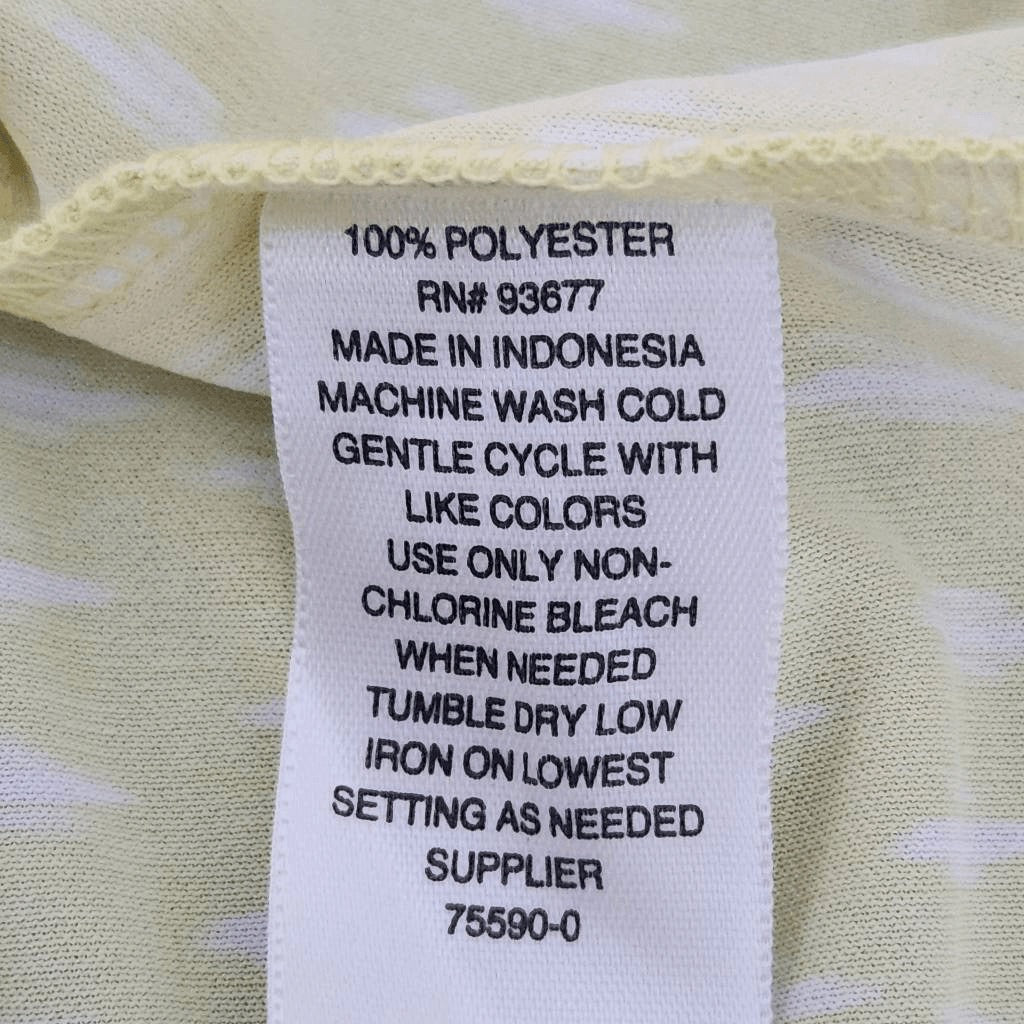 100% POLYESTER
RN# 93677
MADE IN INDONESIA
MACHINE WASH COLD
GENTLE CYCLE WITH
LIKE COLORS
USE ONLY NON-
CHLORINE BLEACH
WHEN NEEDED
TUMBLE DRY LOW
IRON ON LOWEST
SETTING AS NEEDED
SUPPLIER
75590-0